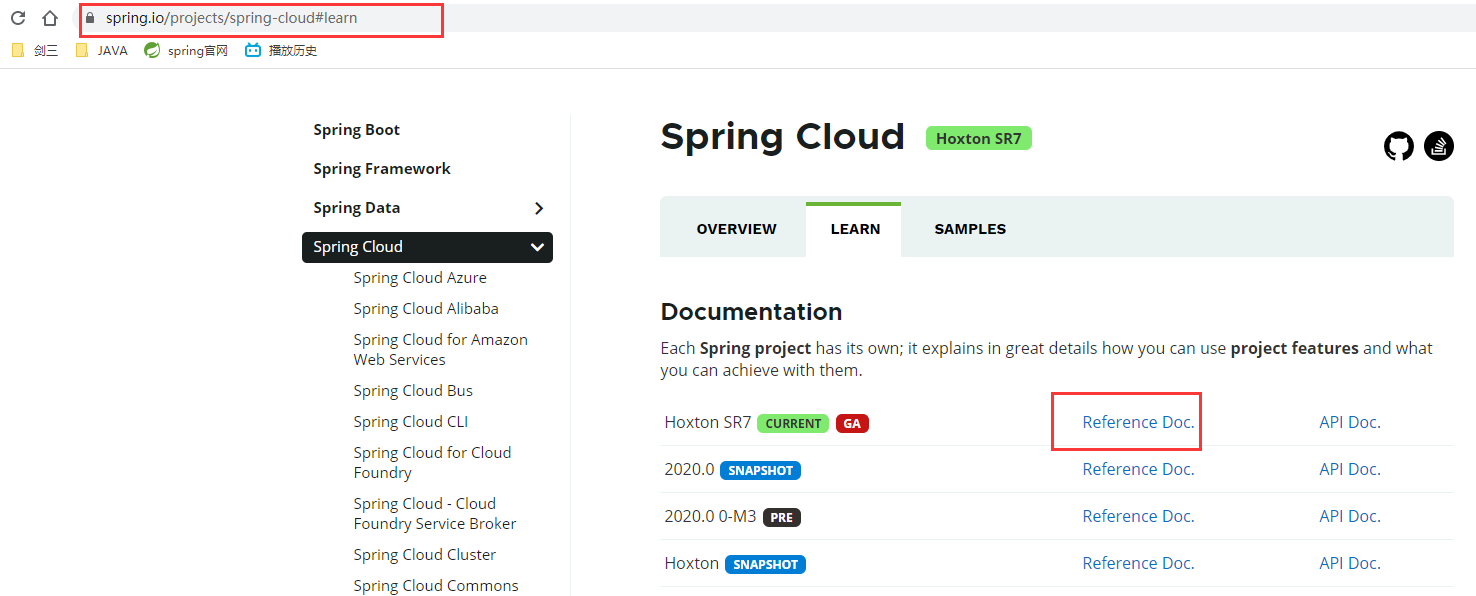 spring.io/projects/spring-cloud#learn
剑三 JAVA spring官网 播放历史
Spring Boot
Spring Framework
Spring Data
Spring Cloud
Spring Cloud Azure
Spring Cloud Alibaba
Spring Cloud for Amazon
Web Services
Spring Cloud Bus
Spring Cloud CLI
Spring Cloud for Cloud
Foundry
Spring Cloud - Cloud
Foundry Service Broker
Spring Cloud Cluster
Spring Cloud Commons
Spring Cloud Hoxton SR7
OVERVIEW LEARN SAMPLES
Documentation
Each Spring project has its own; it explains in great details how you can use project features and what
you can achieve with them.
Hoxton SR7 CURRENT GA Reference Doc. API Doc.
2020.0 SNAPSHOT Reference Doc. API Doc.
2020.0 0-M3 PRE Reference Doc. API Doc.
Hoxton SNAPSHOT Reference Doc. API Doc.